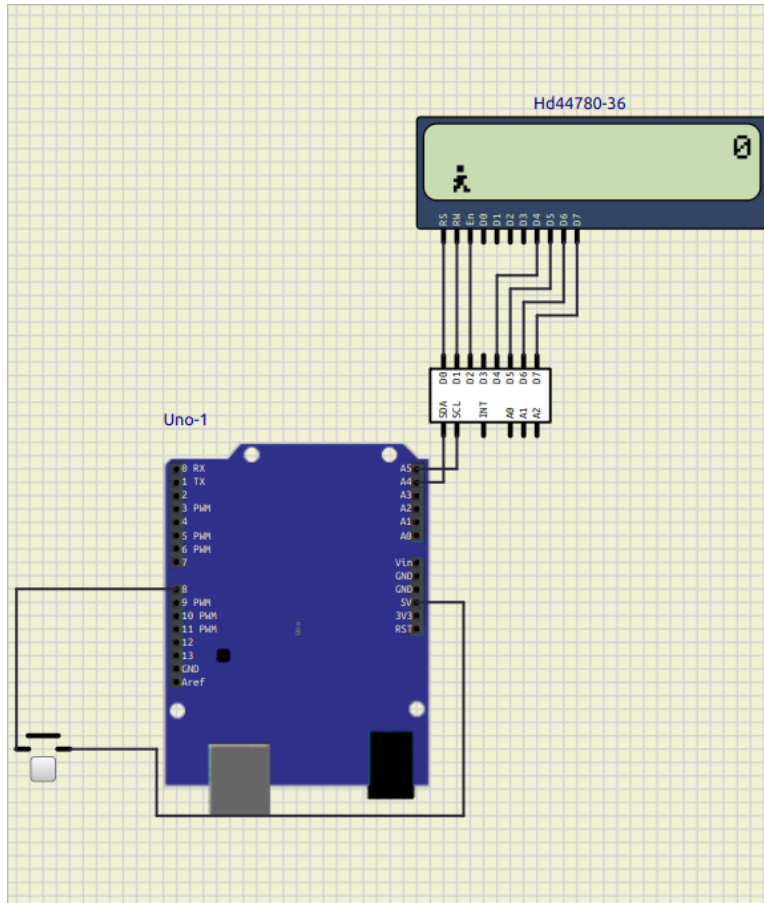 Hd44780-36
0
RS RW En D0 D1 D2 D3 D4 D5 D6 D7
D0 D1 D2 D3 D4 D5 D6 D7
SDA SCL INT A0 A1 A2
Uno-1
0 RX
1 TX
2
3 PWM
4
5 PWM
6 PWM
7
8
9 PWM
10 PWM
11 PWM
12
13
GND
Aref
A5
A4
A3
A2
A1
A0
Vin
GND
GND
5V
3V3
RST
Uno